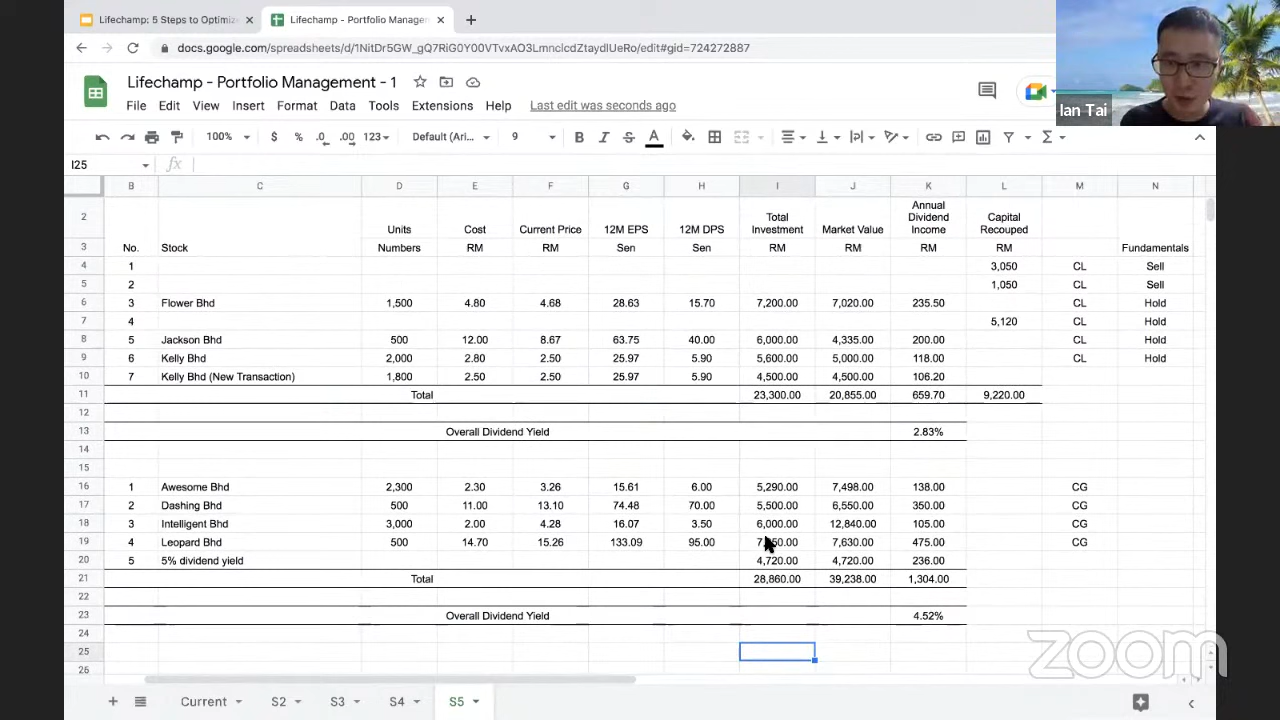 Lifechamp: 5 Steps to Optimiz
Lifechamp - Portfolio Managem
docs.google.com/spreadsheets/d/1NitDr5GW_gQ7RiG0Y00VTvxAO3LmnclcdZtaydlUeRo/edit#gid=724272887
Ian Tai
Lifechamp - Portfolio Management - 1
File Edit View Insert Format Data Tools Extensions Help Last edit was seconds ago
100% $ % .0 .00 123 Default (Ari... 9 B I S A
I25 fx
B C D E F G H I J K L M N
2 Units Cost Current Price 12M EPS 12M DPS Total Investment Market Value Annual Dividend Income Capital Recouped
3 No. Stock Numbers RM RM Sen Sen RM RM RM RM Fundamentals
4 1 3,050 CL Sell
5 2 1,050 CL Sell
6 3 Flower Bhd 1,500 4.80 4.68 28.63 15.70 7,200.00 7,020.00 235.50 CL Hold
7 4 5,120 CL Hold
8 5 Jackson Bhd 500 12.00 8.67 63.75 40.00 6,000.00 4,335.00 200.00 CL Hold
9 6 Kelly Bhd 2,000 2.80 2.50 25.97 5.90 5,600.00 5,000.00 118.00 CL Hold
10 7 Kelly Bhd (New Transaction) 1,800 2.50 2.50 25.97 5.90 4,500.00 4,500.00 106.20
11 Total 23,300.00 20,855.00 659.70 9,220.00
12
13 Overall Dividend Yield 2.83%
14
15
16 1 Awesome Bhd 2,300 2.30 3.26 15.61 6.00 5,290.00 7,498.00 138.00 CG
17 2 Dashing Bhd 500 11.00 13.10 74.48 70.00 5,500.00 6,550.00 350.00 CG
18 3 Intelligent Bhd 3,000 2.00 4.28 16.07 3.50 6,000.00 12,840.00 105.00 CG
19 4 Leopard Bhd 500 14.70 15.26 133.09 95.00 7,630.00 475.00 CG
20 5 5% dividend yield 4,720.00 4,720.00 236.00
21 Total 28,860.00 39,238.00 1,304.00
22
23 Overall Dividend Yield 4.52%
24
25
26
zoom
Current S2 S3 S4 S5